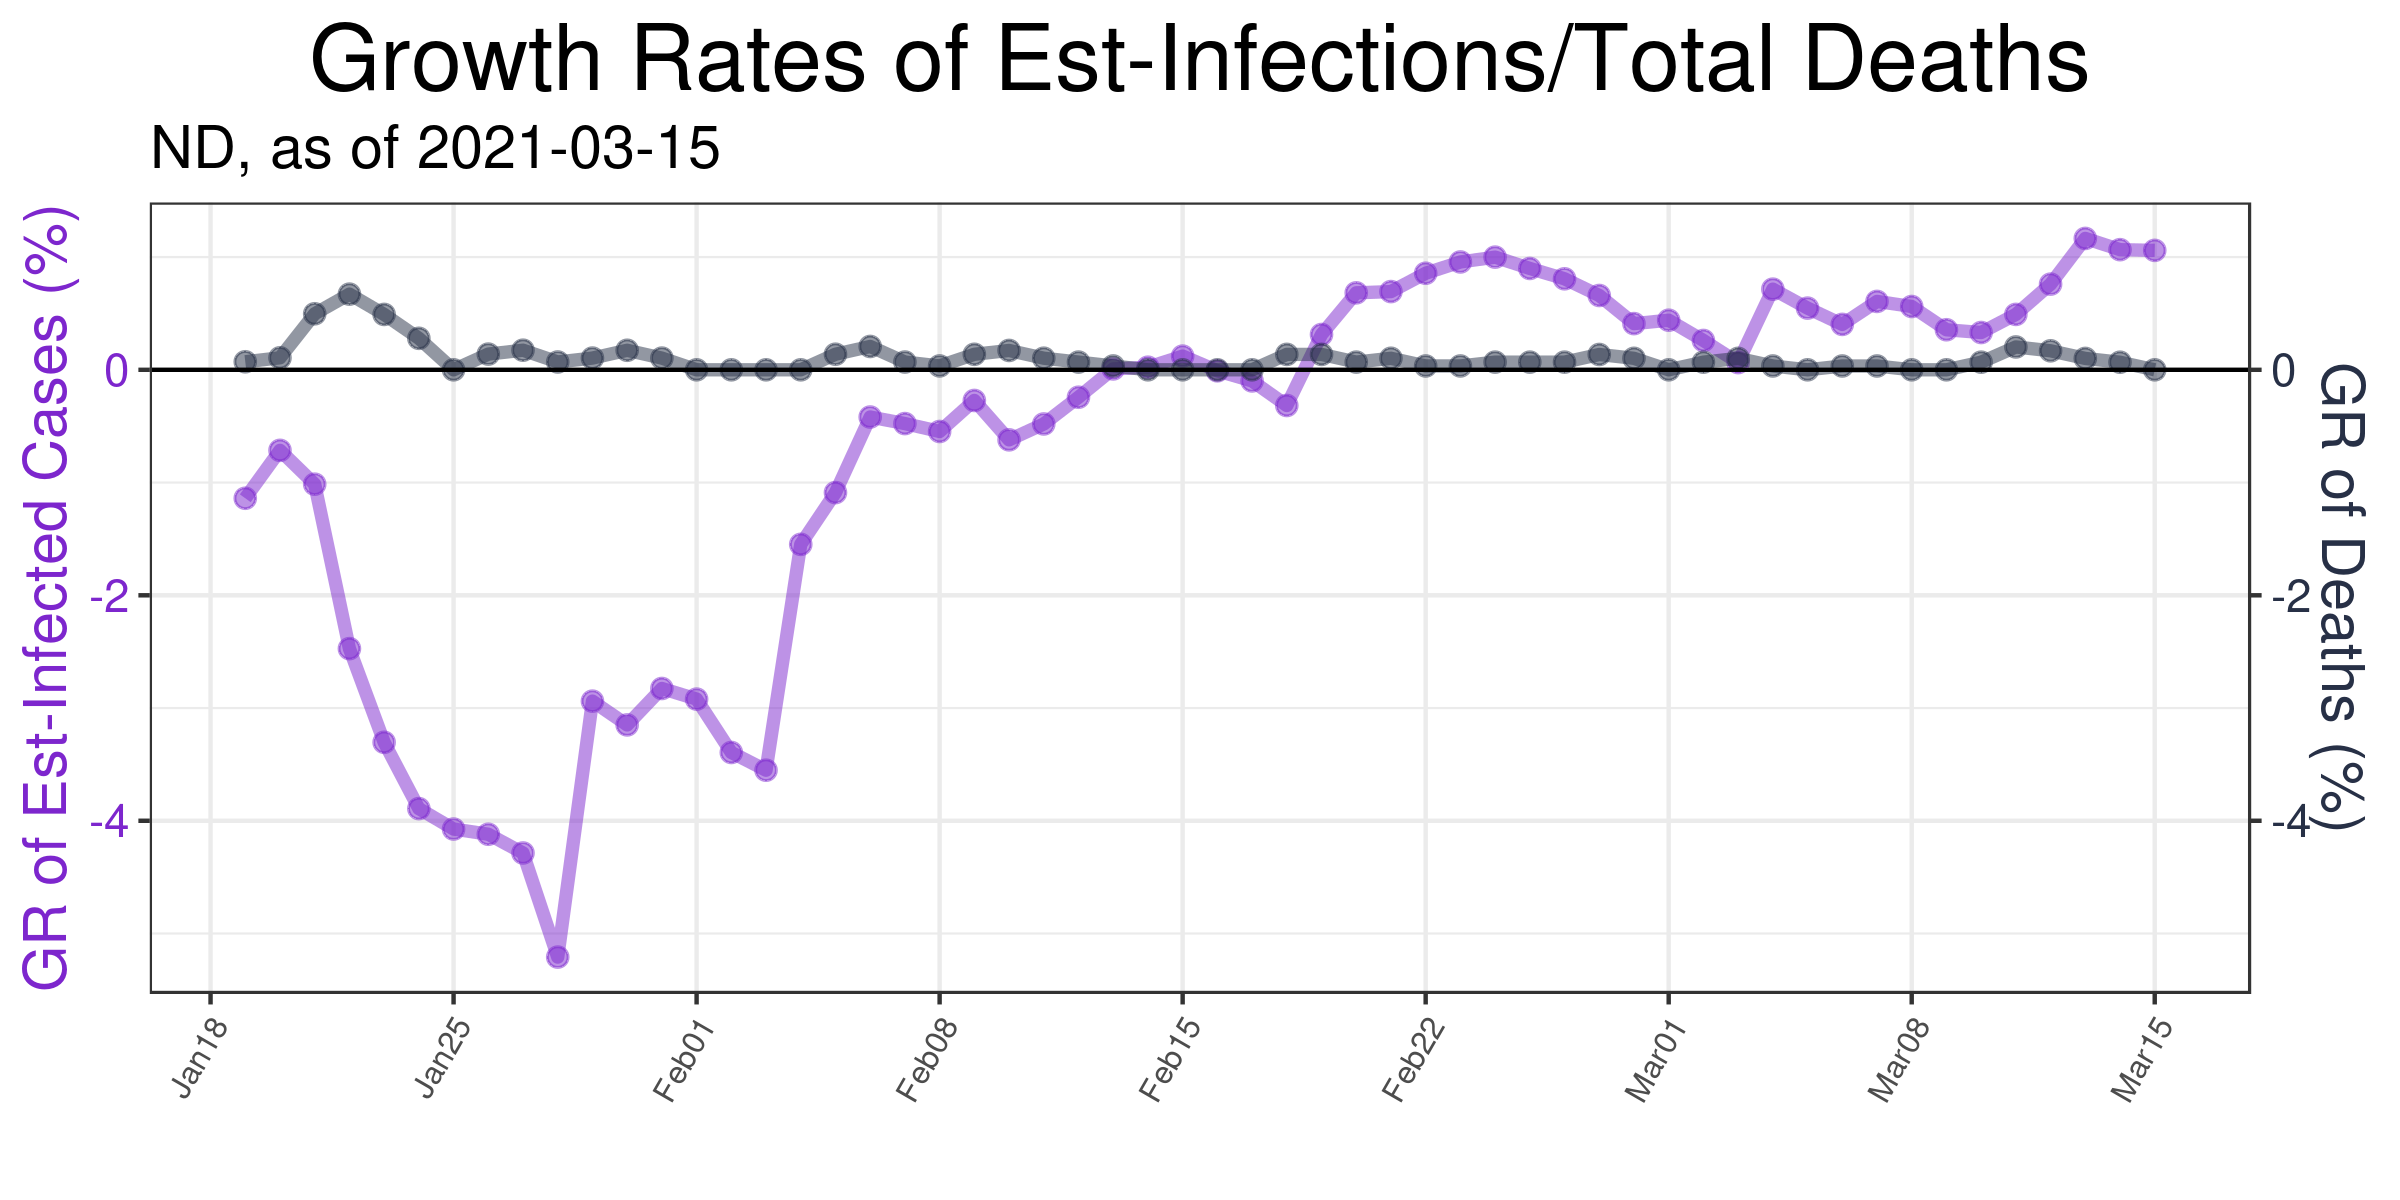 Growth Rates of Est-Infections/Total Deaths
ND, as of 2021-03-15
GR of Est-Infected Cases (%)
0
-2
-4
0
-2
-4
GR of Deaths (%)
Jan18
Jan25
Feb01
Feb08
Feb15
Feb22
Mar01
Mar08
Mar15